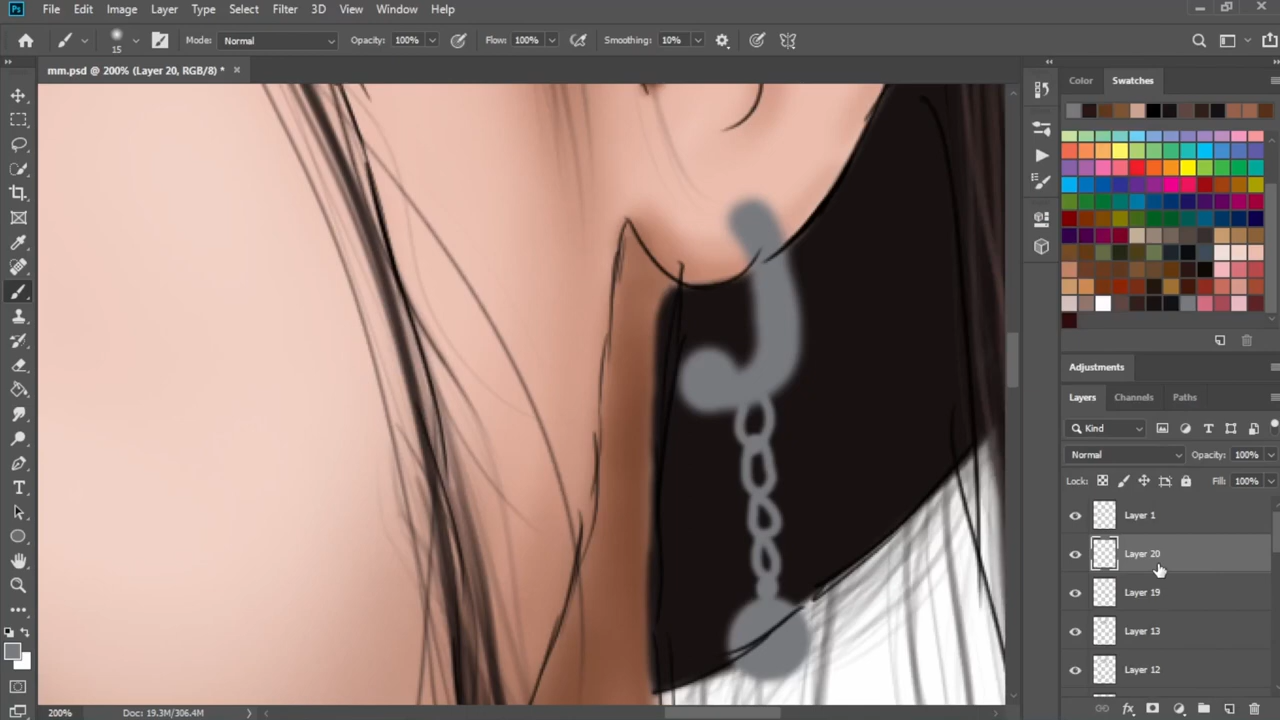 Ps File Edit Image Layer Type Select Filter 3D View Window Help
15 Mode: Normal Opacity: 100% Flow: 100% Smoothing: 10%
mm.psd @ 200% (Layer 20, RGB/8) * ×
Color Swatches
Adjustments
Layers Channels Paths
Kind
Normal Opacity: 100%
Lock: Fill: 100%
Layer 1
Layer 20
Layer 19
Layer 13
Layer 12
200% Doc: 19.3M/306.4M